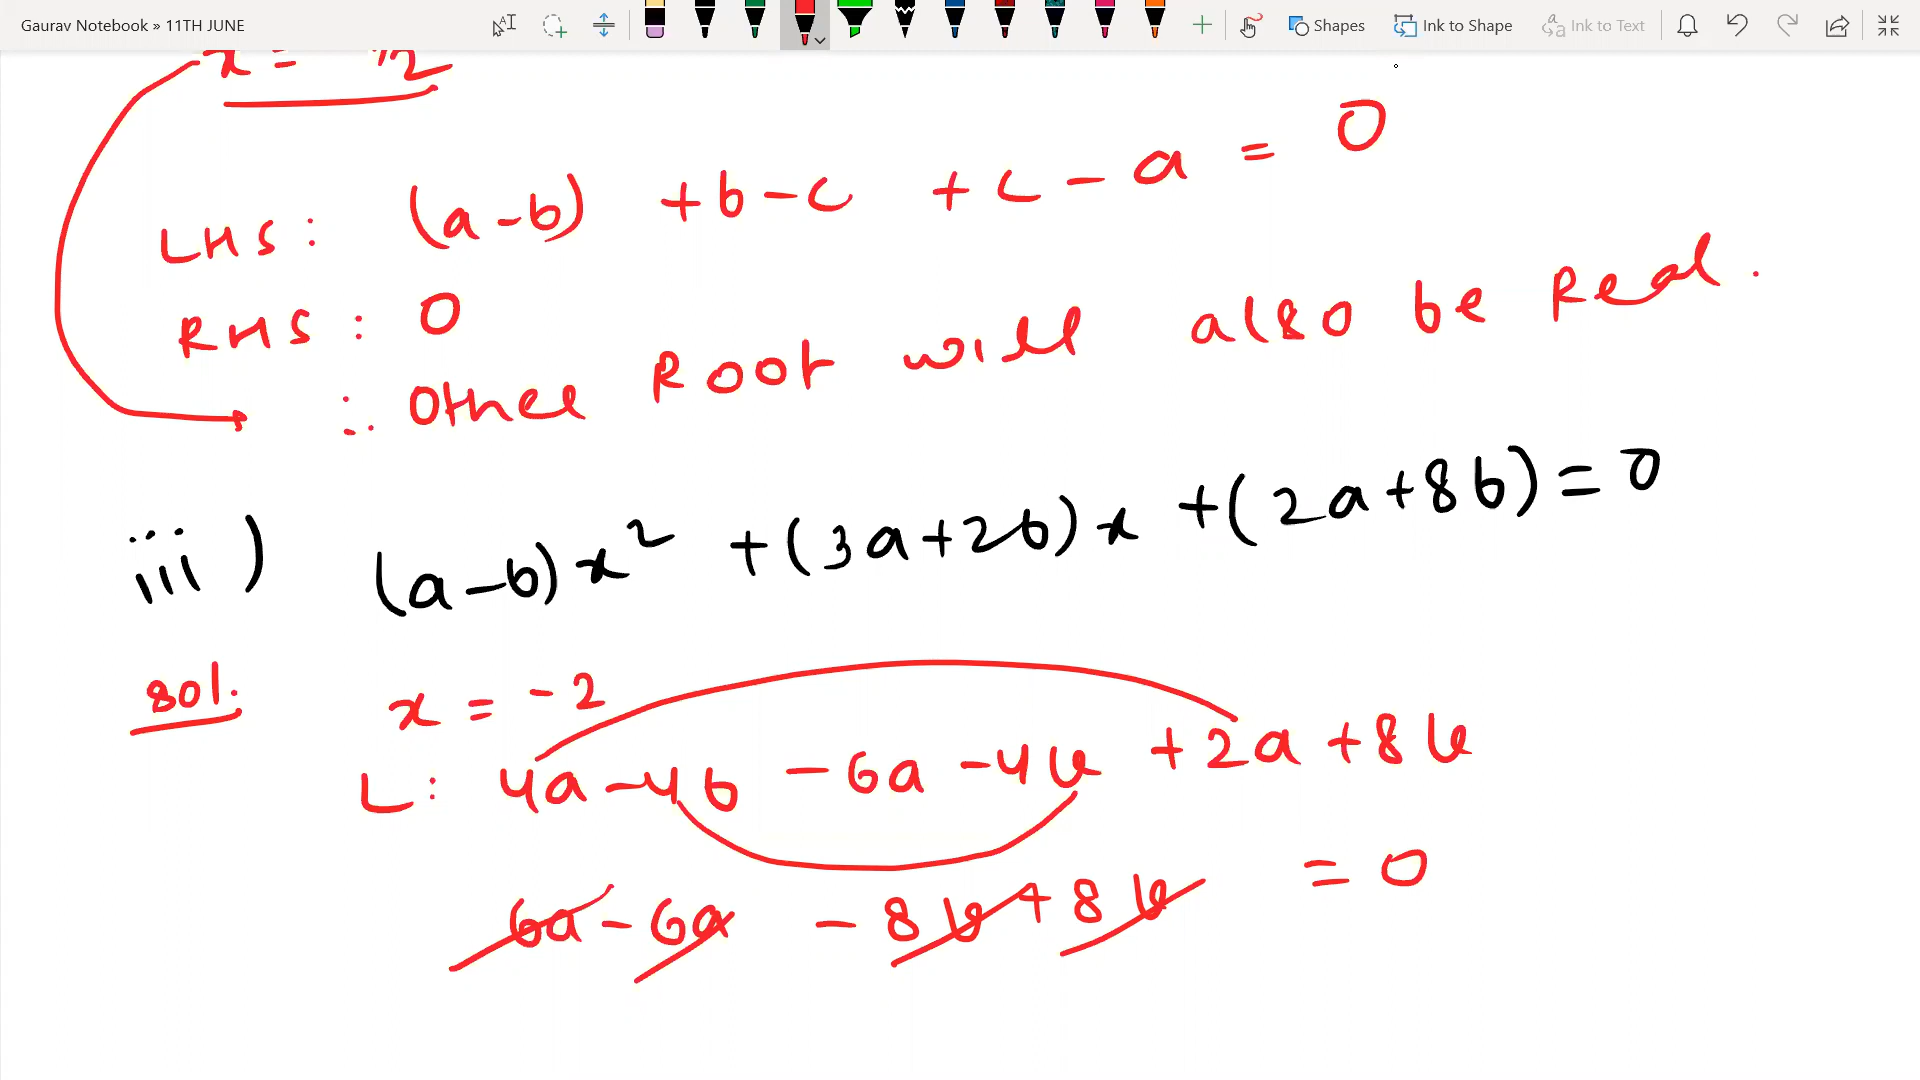 Gaurav Notebook » 11TH JUNE
Shapes
Ink to Shape
Ink to Text
x = 1/2
LHS : (a-b) +b-c +c-a = 0
RHS : 0
∴ Other Root will also be Real.
iii) (a-b)x² +(3a+2b)x +(2a+8b)=0
sol. x = -2
L: 4a-4b -6a-4b +2a+8b
6a-6a -8b+8b = 0